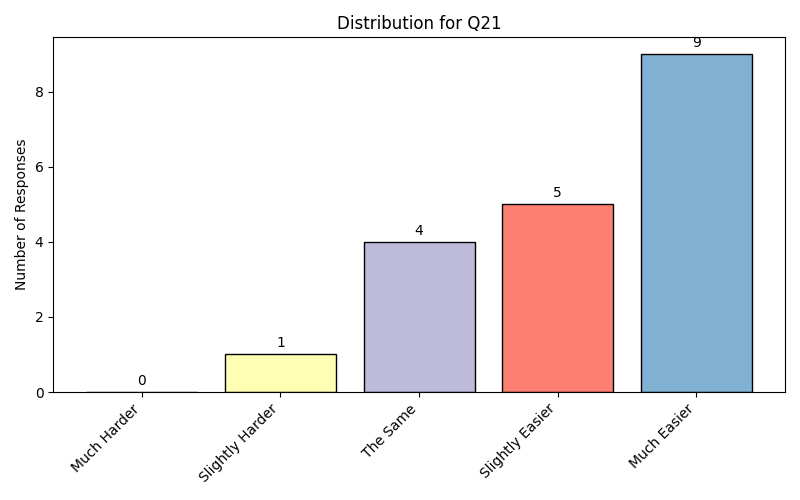 Distribution for Q21
Number of Responses
8
6
4
2
0
0
1
4
5
9
Much Harder
Slightly Harder
The Same
Slightly Easier
Much Easier